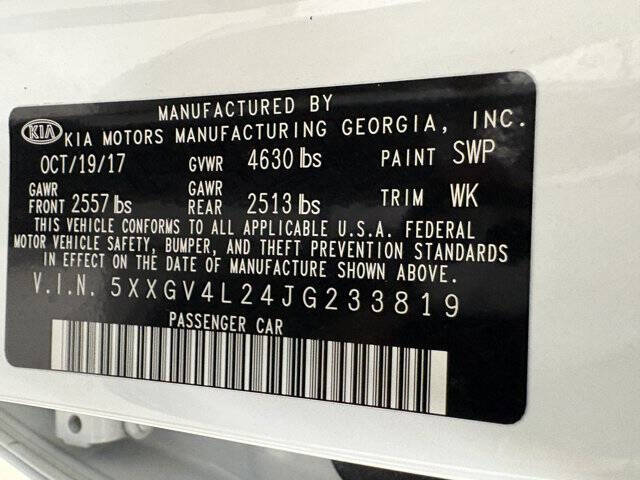 MANUFACTURED BY
KIA KIA MOTORS MANUFACTURING GEORGIA, INC.
OCT/19/17 GVWR 4630 lbs PAINT SWP
GAWR FRONT 2557 lbs GAWR REAR 2513 lbs TRIM WK
THIS VEHICLE CONFORMS TO ALL APPLICABLE U.S.A. FEDERAL
MOTOR VEHICLE SAFETY, BUMPER, AND THEFT PREVENTION STANDARDS
IN EFFECT ON THE DATE OF MANUFACTURE SHOWN ABOVE.
V.I.N. 5XXGV4L24JG233819
PASSENGER CAR